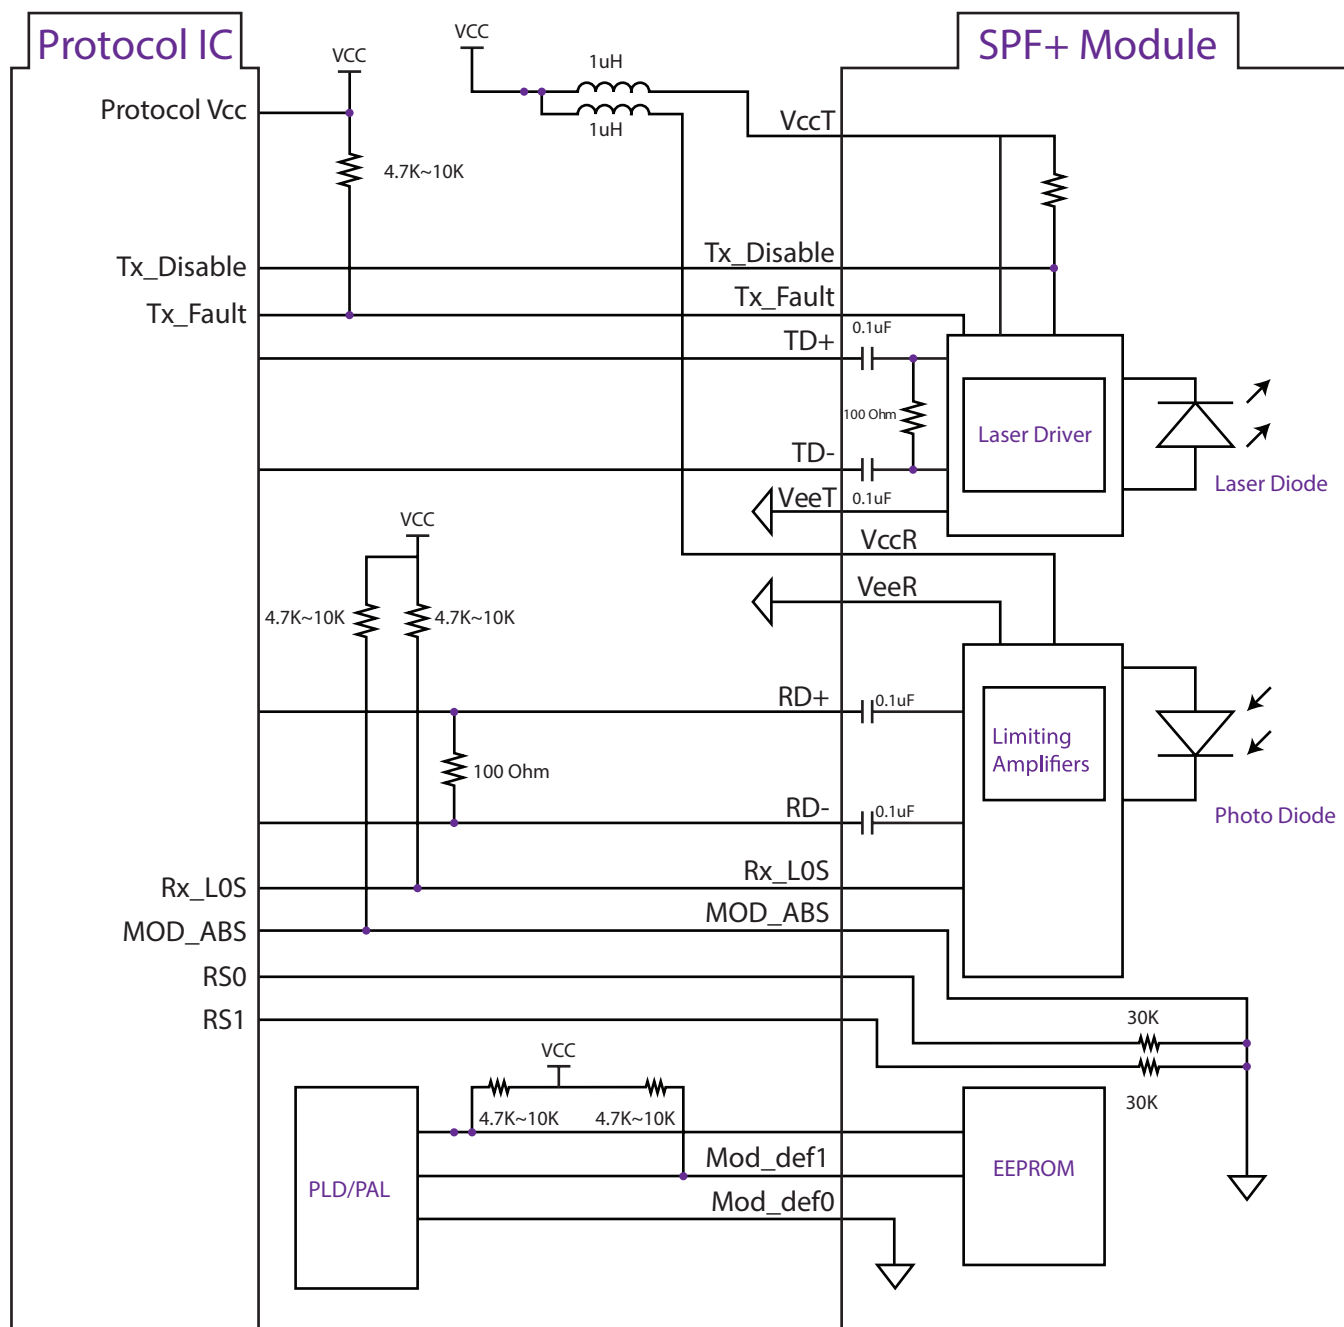 Protocol IC
SPF+ Module
VCC
VCC
1uH
1uH
Protocol Vcc
VccT
4.7K~10K
Tx_Disable
Tx_Disable
Tx_Fault
Tx_Fault
0.1uF
TD+
100 Ohm
Laser Driver
TD-
Laser Diode
VeeT
0.1uF
VCC
VccR
VeeR
4.7K~10K
4.7K~10K
RD+
0.1uF
Limiting
Amplifiers
100 Ohm
RD-
0.1uF
Photo Diode
Rx_L0S
Rx_L0S
MOD_ABS
MOD_ABS
RS0
RS1
30K
VCC
30K
4.7K~10K
4.7K~10K
Mod_def1
EEPROM
PLD/PAL
Mod_def0